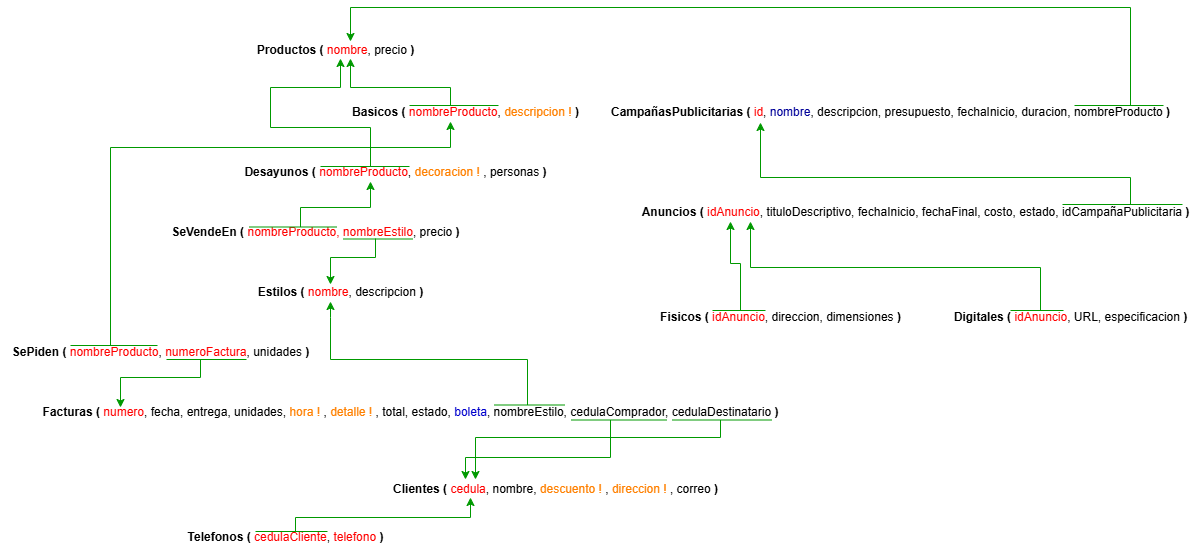 Productos ( nombre, precio )
Basicos ( nombreProducto, descripcion ! )
CampañasPublicitarias ( id, nombre, descripcion, presupuesto, fechaInicio, duracion, nombreProducto )
Desayunos ( nombreProducto, decoracion ! , personas )
Anuncios ( idAnuncio, tituloDescriptivo, fechaInicio, fechaFinal, costo, estado, idCampañaPublicitaria )
SeVendeEn ( nombreProducto, nombreEstilo, precio )
Estilos ( nombre, descripcion )
Fisicos ( idAnuncio, direccion, dimensiones )
Digitales ( idAnuncio, URL, especificacion )
SePiden ( nombreProducto, numeroFactura, unidades )
Facturas ( numero, fecha, entrega, unidades, hora ! , detalle ! , total, estado, boleta, nombreEstilo, cedulaComprador, cedulaDestinatario )
Clientes ( cedula, nombre, descuento ! , direccion ! , correo )
Telefonos ( cedulaCliente, telefono )